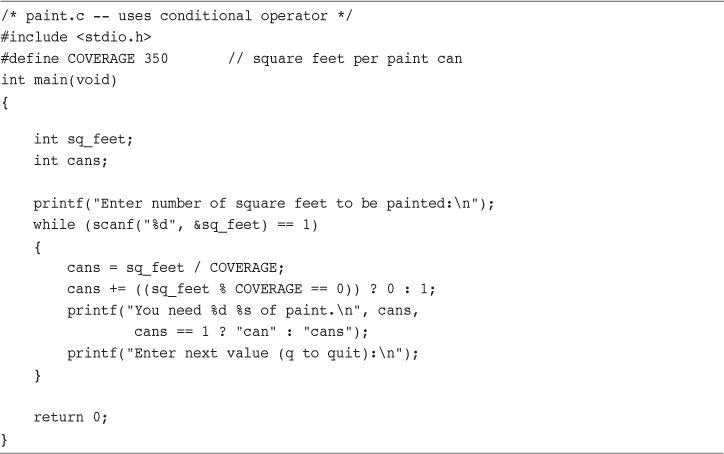 /* paint.c -- uses conditional operator */
#include <stdio.h>
#define COVERAGE 350       // square feet per paint can
int main(void)
{
    int sq_feet;
    int cans;
    printf("Enter number of square feet to be painted:\n");
    while (scanf("%d", &sq_feet) == 1)
    {
        cans = sq_feet / COVERAGE;
        cans += ((sq_feet % COVERAGE == 0)) ? 0 : 1;
        printf("You need %d %s of paint.\n", cans,
                cans == 1 ? "can" : "cans");
        printf("Enter next value (q to quit):\n");
    }
    return 0;
}